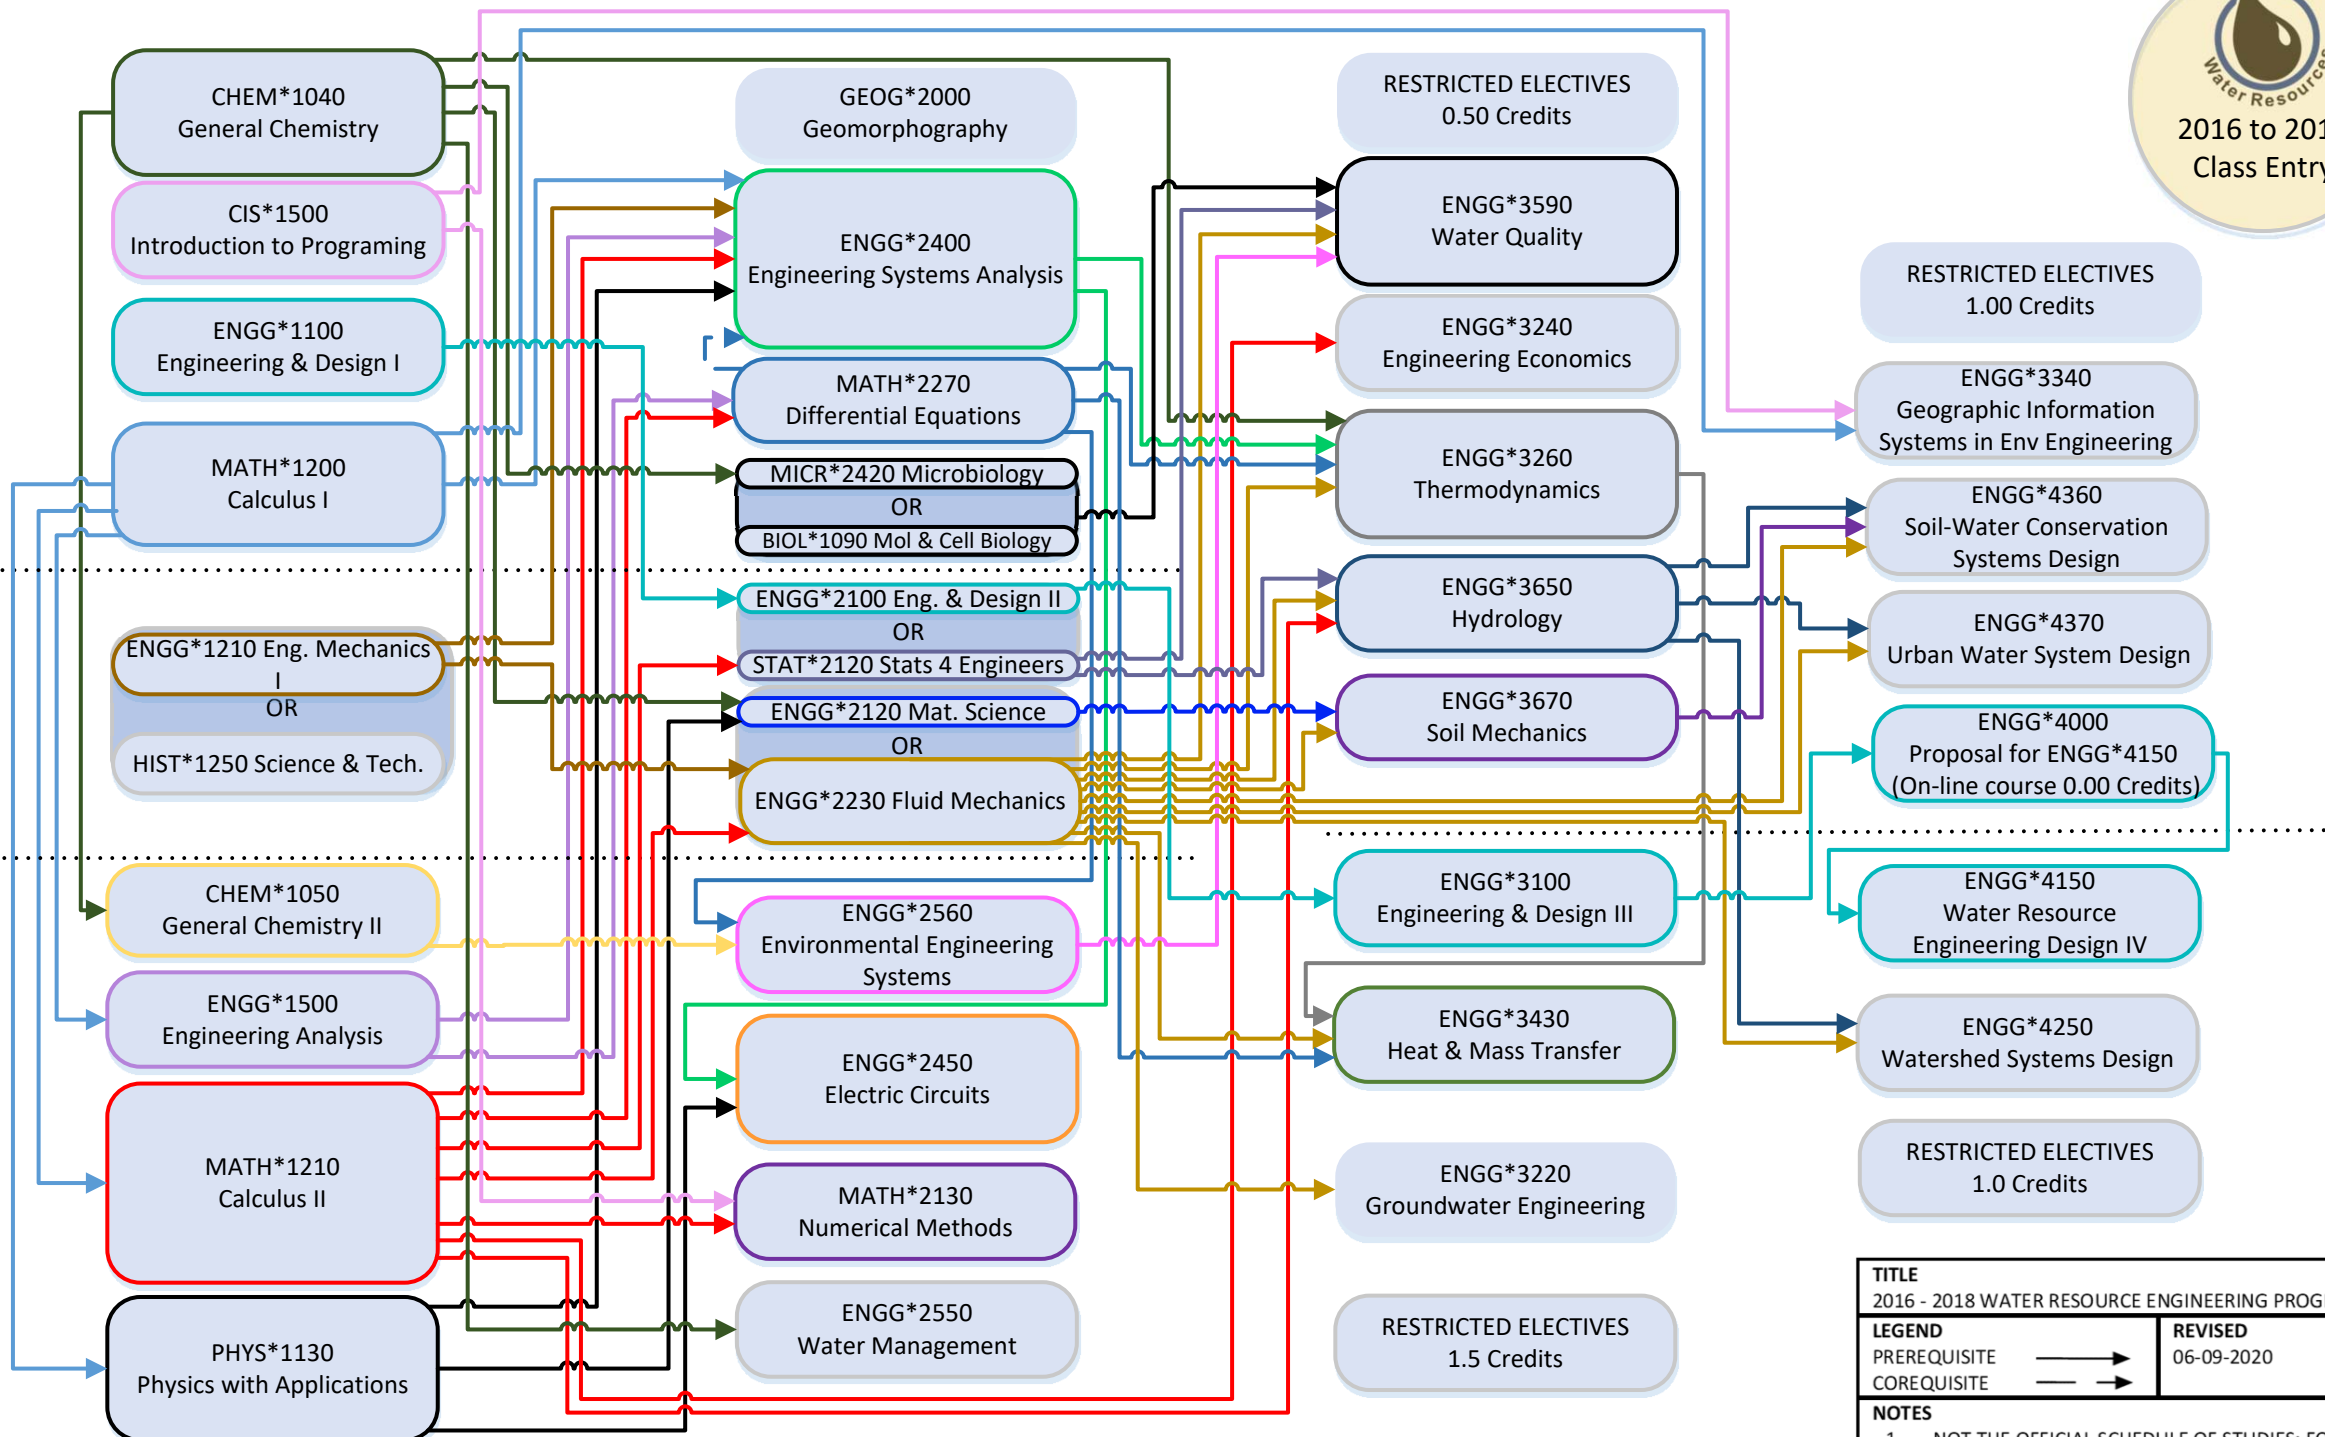 CHEM*1040
General Chemistry
CIS*1500
Introduction to Programing
ENGG*1100
Engineering & Design I
MATH*1200
Calculus I
ENGG*1210 Eng. Mechanics
I
OR
HIST*1250 Science & Tech.
CHEM*1050
General Chemistry II
ENGG*1500
Engineering Analysis
MATH*1210
Calculus II
PHYS*1130
Physics with Applications
GEOG*2000
Geomorphography
ENGG*2400
Engineering Systems Analysis
MATH*2270
Differential Equations
MICR*2420 Microbiology
OR
BIOL*1090 Mol & Cell Biology
ENGG*2100 Eng. & Design II
OR
STAT*2120 Stats 4 Engineers
ENGG*2120 Mat. Science
OR
ENGG*2230 Fluid Mechanics
ENGG*2560
Environmental Engineering
Systems
ENGG*2450
Electric Circuits
MATH*2130
Numerical Methods
ENGG*2550
Water Management
RESTRICTED ELECTIVES
0.50 Credits
ENGG*3590
Water Quality
ENGG*3240
Engineering Economics
ENGG*3260
Thermodynamics
ENGG*3650
Hydrology
ENGG*3670
Soil Mechanics
ENGG*3100
Engineering & Design III
ENGG*3430
Heat & Mass Transfer
ENGG*3220
Groundwater Engineering
RESTRICTED ELECTIVES
1.5 Credits
Water Resources
2016 to 201
Class Entry
RESTRICTED ELECTIVES
1.00 Credits
ENGG*3340
Geographic Information
Systems in Env Engineering
ENGG*4360
Soil-Water Conservation
Systems Design
ENGG*4370
Urban Water System Design
ENGG*4000
Proposal for ENGG*4150
(On-line course 0.00 Credits)
ENGG*4150
Water Resource
Engineering Design IV
ENGG*4250
Watershed Systems Design
RESTRICTED ELECTIVES
1.0 Credits
TITLE
2016 - 2018 WATER RESOURCE ENGINEERING PROG
LEGEND
PREREQUISITE
COREQUISITE
REVISED
06-09-2020
NOTES
1. NOT THE OFFICIAL SCHEDULE OF STUDIES;